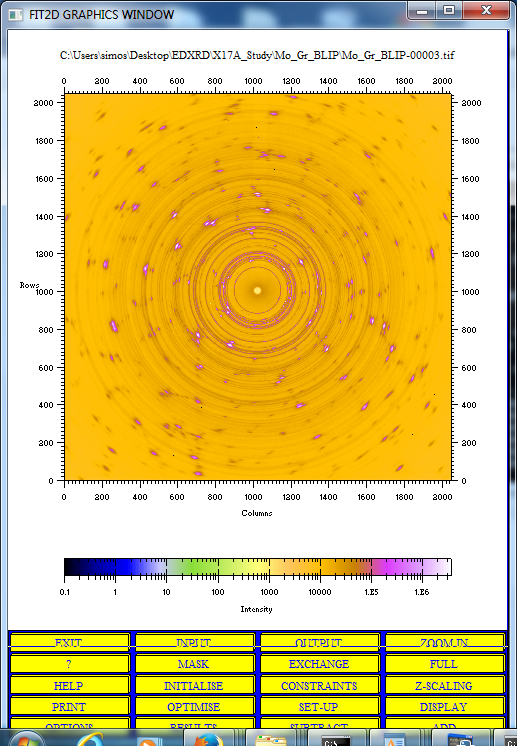 FIT2D GRAPHICS WINDOW
C:\Users\simos\Desktop\EDXRD\X17A_Study\Mo_Gr_BLIP\Mo_Gr_BLIP-00003.tif
0 200 400 600 800 1000 1200 1400 1600 1800 2000
2000 2000
1800 1800
1600 1600
1400 1400
1200 1200
Rows 1000 1000
800 800
600 600
400 400
200 200
0 0
0 200 400 600 800 1000 1200 1400 1600 1800 2000
Columns
0.1 1 10 100 1000 10000 1.E5 1.E6
Intensity
EXIT INPUT OUTPUT ZOOM IN
? MASK EXCHANGE FULL
HELP INITIALISE CONSTRAINTS Z-SCALING
PRINT OPTIMISE SET-UP DISPLAY
OPTIONS RESULTS SUBTRACT ADD